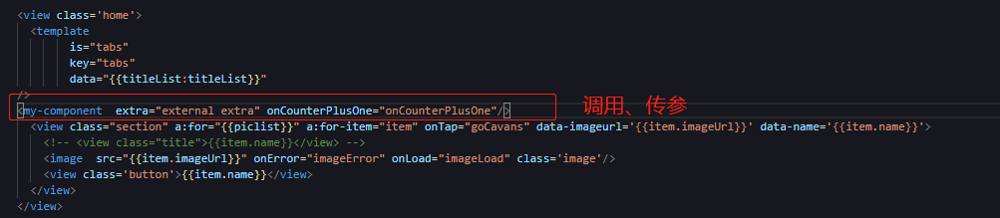 <view class='home'>
<template
is="tabs"
key="tabs"
data="{{titleList:titleList}}"
/>
<my-component  extra="external extra" onCounterPlusOne="onCounterPlusOne"/>
调用、传参
<view class="section" a:for="{{piclist}}" a:for-item="item" onTap="goCavans" data-imageurl='{{item.imageUrl}}' data-name='{{item.name}}'>
<!-- <view class="title">{{item.name}}</view> -->
<image  src="{{item.imageUrl}}" onError="imageError" onLoad="imageLoad" class='image'/>
<view class='button'>{{item.name}}</view>
</view>
</view>